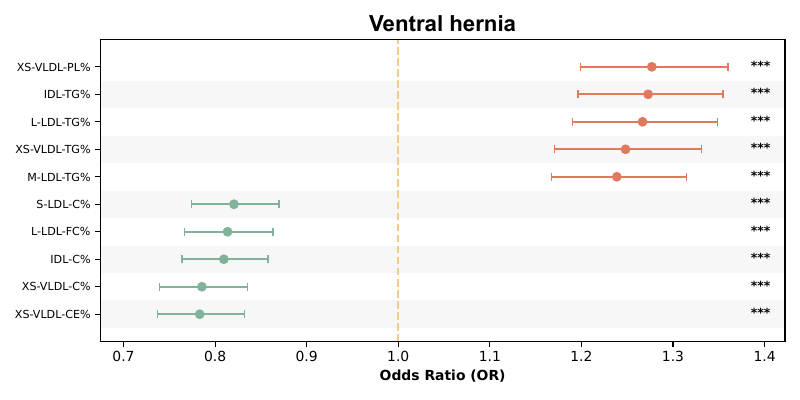 Ventral hernia
XS-VLDL-PL% ***
IDL-TG% ***
L-LDL-TG% ***
XS-VLDL-TG% ***
M-LDL-TG% ***
S-LDL-C% ***
L-LDL-FC% ***
IDL-C% ***
XS-VLDL-C% ***
XS-VLDL-CE% ***
0.7 0.8 0.9 1.0 1.1 1.2 1.3 1.4
Odds Ratio (OR)